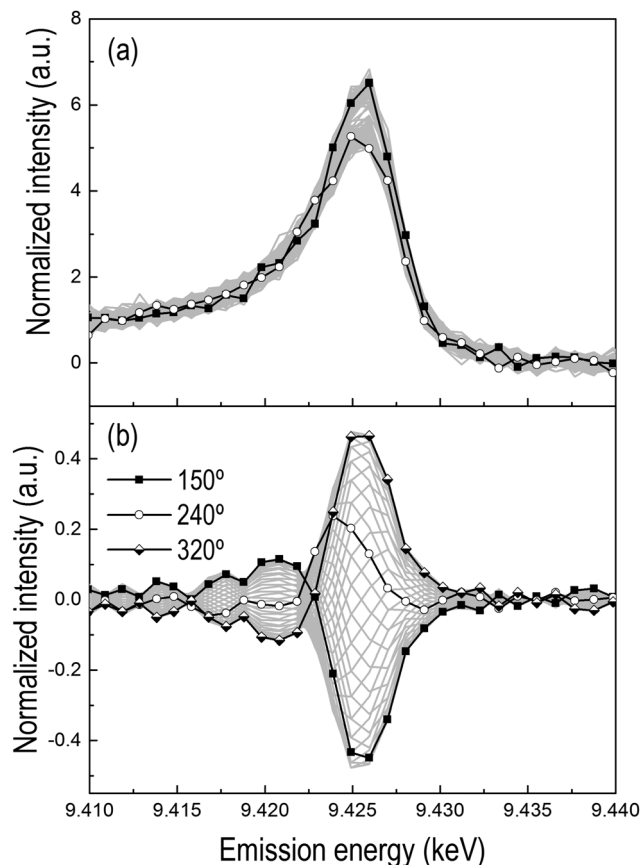 (a)
Normalized intensity (a.u.)
8
6
4
2
0
(b)
150º
240º
320º
Normalized intensity (a.u.)
0.4
0.2
0.0
-0.2
-0.4
9.410
9.415
9.420
9.425
9.430
9.435
9.440
Emission energy (keV)